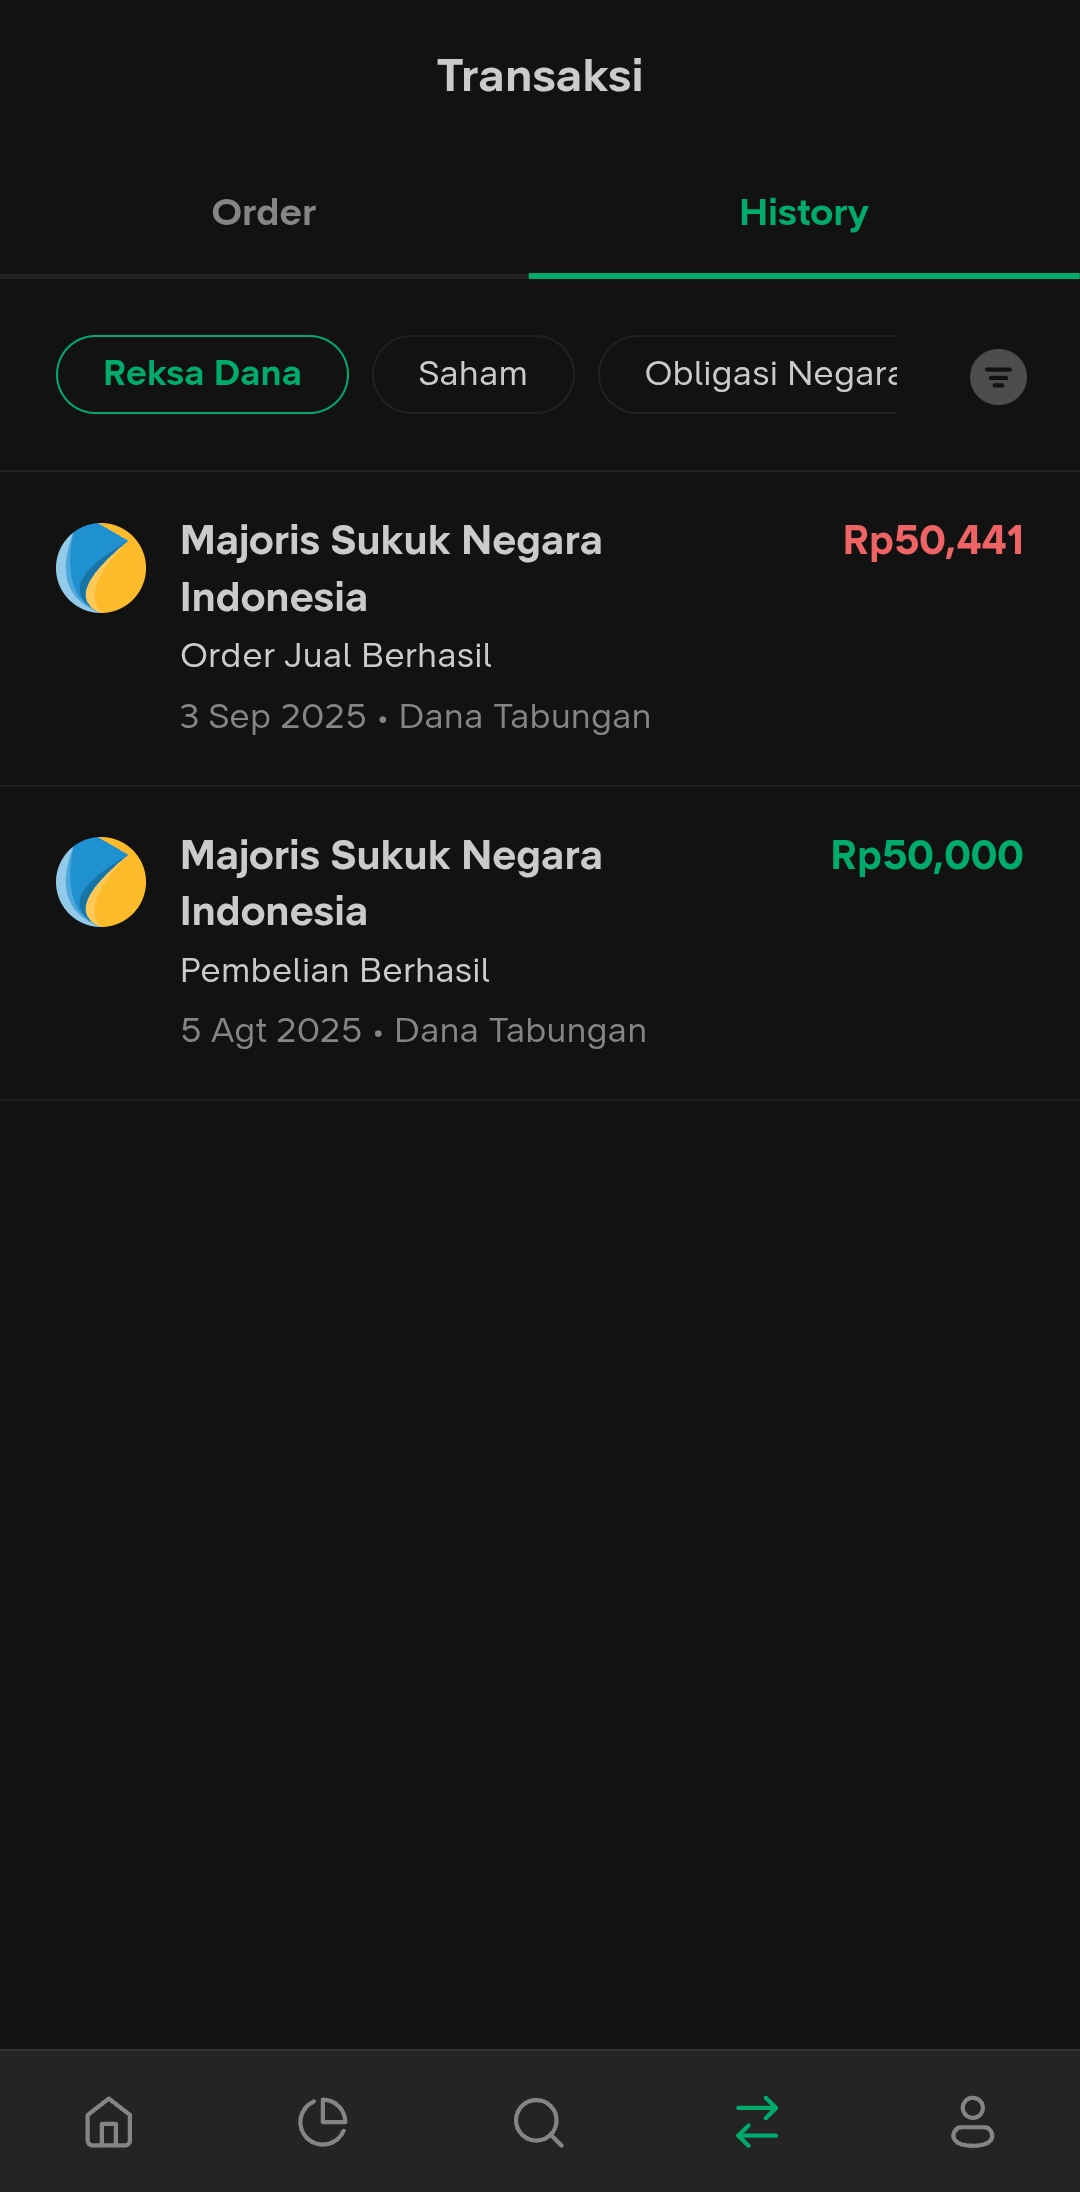 Transaksi
Order History
Reksa Dana Saham Obligasi Negara
Majoris Sukuk Negara Rp50,441
Indonesia
Order Jual Berhasil
3 Sep 2025 • Dana Tabungan
Majoris Sukuk Negara Rp50,000
Indonesia
Pembelian Berhasil
5 Agt 2025 • Dana Tabungan